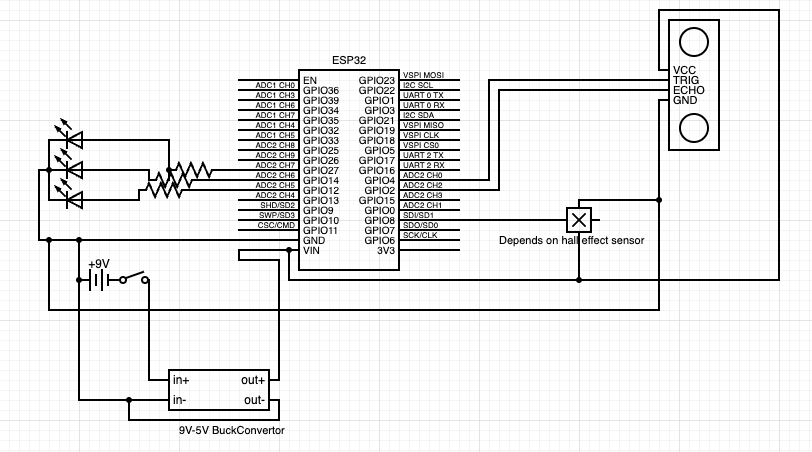 ESP32
VSPI MOSI
EN GPIO23
ADC1 CH0 GPIO36 GPIO22 I2C SCL
ADC1 CH3 GPIO39 GPIO1 UART 0 TX
ADC1 CH6 GPIO34 GPIO3 UART 0 RX
ADC1 CH7 GPIO35 GPIO21 I2C SDA
ADC1 CH4 GPIO32 GPIO19 VSPI MISO
ADC1 CH5 GPIO33 GPIO18 VSPI CLK
ADC2 CH8 GPIO25 GPIO5 VSPI CS0
ADC2 CH9 GPIO26 GPIO17 UART 2 TX
ADC2 CH7 GPIO27 GPIO16 UART 2 RX
ADC2 CH6 GPIO14 GPIO4 ADC2 CH0
ADC2 CH5 GPIO12 GPIO2 ADC2 CH2
ADC2 CH4 GPIO13 GPIO15 ADC2 CH3
SHD/SD2 GPIO9 GPIO0 ADC2 CH1
SWP/SD3 GPIO10 GPIO8 SDI/SD1
CSC/CMD GPIO11 GPIO7 SDO/SD0
GND GPIO6 SCK/CLK
VIN 3V3
VCC
TRIG
ECHO
GND
Depends on hall effect sensor
+9V
in+ out+
in- out-
9V-5V BuckConvertor